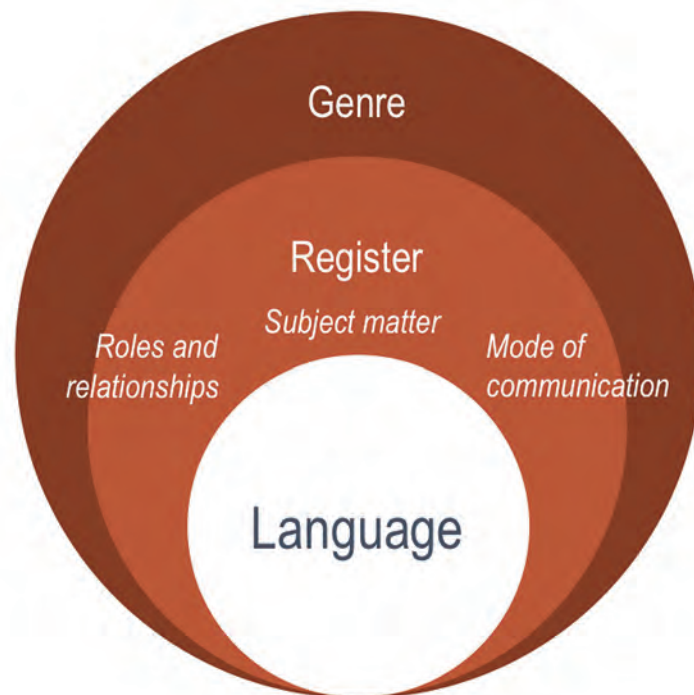 Genre
Register
Subject matter
Roles and
relationships
Mode of
communication
Language